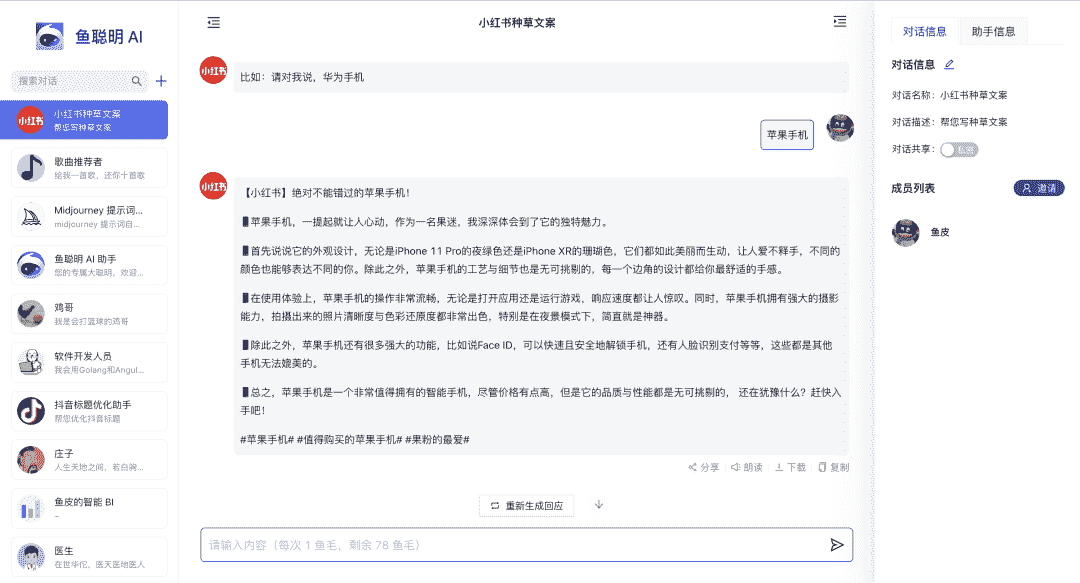 鱼聪明 AI
搜索对话
小红书种草文案
帮您写种草文案
歌曲推荐者
给我一首歌，还你十首歌
Midjourney 提示词...
midjourney 提示词自...
鱼聪明 AI 助手
您的专属大聪明，欢迎...
鸡哥
我是会打篮球的鸡哥
软件开发人员
我会用Golang和Angul...
抖音标题优化助手
帮您优化抖音标题
庄子
人生天地之间，若白驹...
鱼皮的智能 BI
–
医生
在世华佗，医天医地医人
小红书种草文案
小红书
比如：请对我说，华为手机
苹果手机
小红书
【小红书】绝对不能错过的苹果手机！
苹果手机，一提起就让人心动，作为一名果迷，我深深体会到了它的独特魅力。
首先说说它的外观设计，无论是iPhone 11 Pro的夜绿色还是iPhone XR的珊瑚色，它们都如此美丽而生动，让人爱不释手，不同的
颜色也能够表达不同的你。除此之外，苹果手机的工艺与细节也是无可挑剔的，每一个边角的设计都给你最舒适的手感。
在使用体验上，苹果手机的操作非常流畅，无论是打开应用还是运行游戏，响应速度都让人惊叹。同时，苹果手机拥有强大的摄影
能力，拍摄出来的照片清晰度与色彩还原度都非常出色，特别是在夜景模式下，简直就是神器。
除此之外，苹果手机还有很多强大的功能，比如说Face ID，可以快速且安全地解锁手机，还有人脸识别支付等等，这些都是其他
手机无法媲美的。
总之，苹果手机是一个非常值得拥有的智能手机，尽管价格有点高，但是它的品质与性能都是无可挑剔的， 还在犹豫什么？赶快入
手吧！
#苹果手机# #值得购买的苹果手机# #果粉的最爱#
分享 朗读 下载 复制
重新生成回应
请输入内容（每次 1 鱼毛，剩余 78 鱼毛）
对话信息 助手信息
对话信息
对话名称：小红书种草文案
对话描述：帮您写种草文案
对话共享： 私密
成员列表 邀请
鱼皮